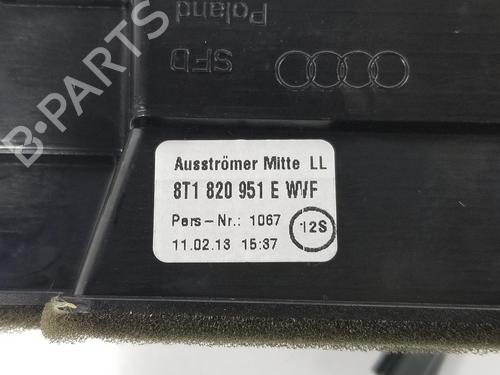 Poland
SFD
B-PARTS
Ausströmer Mitte LL
8T1 820 951 E WVF
Pers-Nr.: 1067
12S
11.02.13 15:37